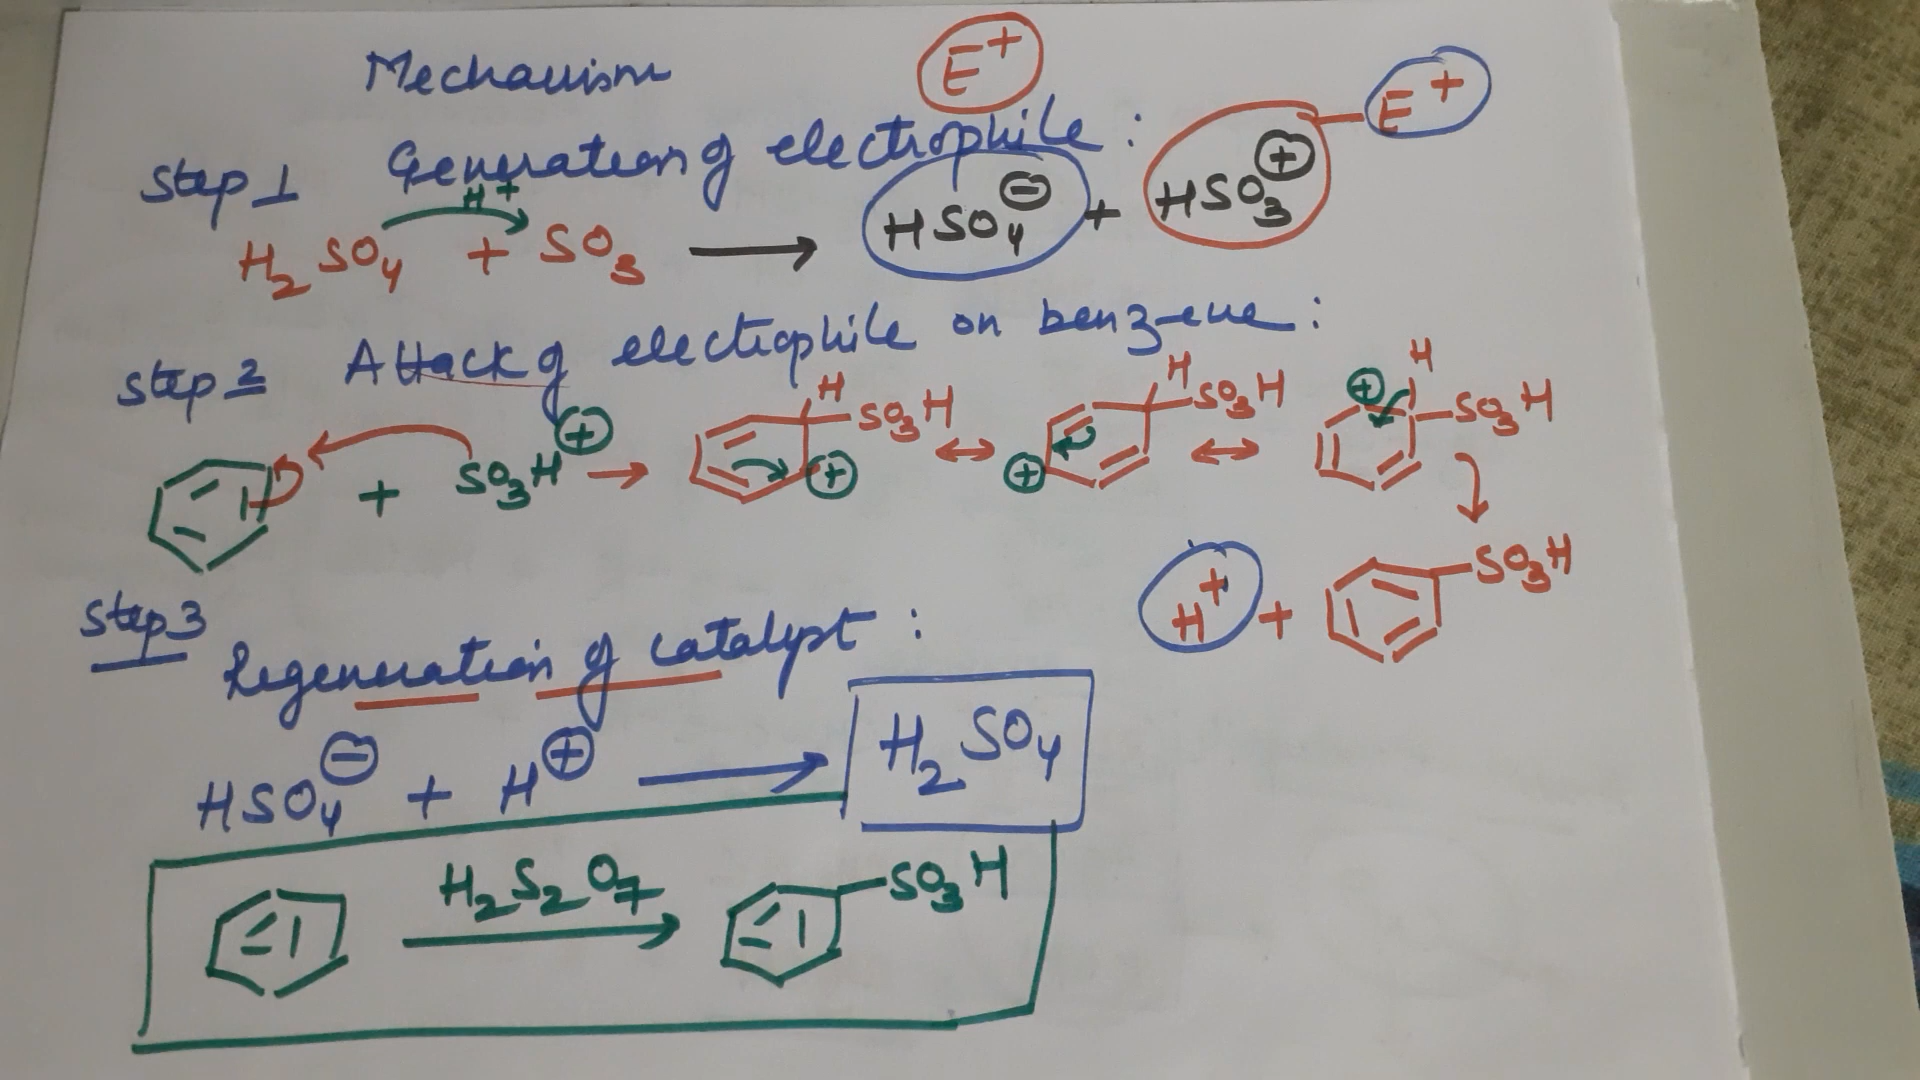 Mechanism
E⁺
Step 1 Generation of electrophile :
E⁺
H⁺
H₂SO₄ + SO₃ → HSO₄⊖ + HSO₃⊕
Step 2 Attack of electrophile on benzene :
+ SO₃H⊕ → H SO₃H ⊕ ↔ H SO₃H ⊕ ↔ ⊕ H SO₃H
H⁺ + SO₃H
Step 3
Regeneration of catalyst :
HSO₄⊖ + H⊕ → H₂SO₄
H₂S₂O₇ → SO₃H